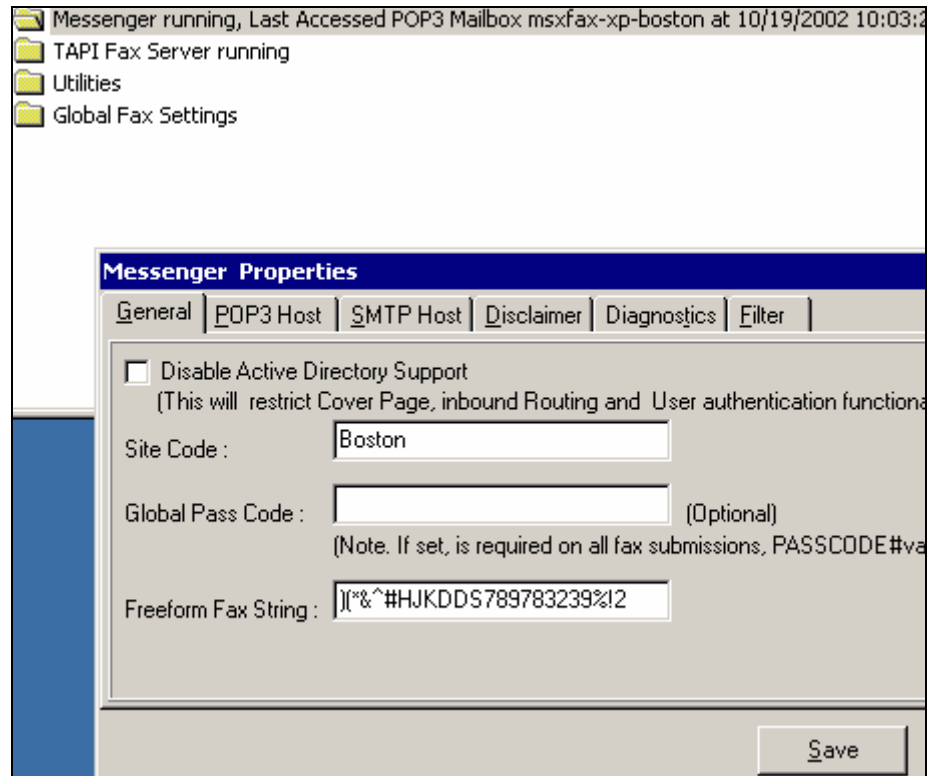 Messenger running, Last Accessed POP3 Mailbox msxfax-xp-boston at 10/19/2002 10:03:2
TAPI Fax Server running
Utilities
Global Fax Settings
Messenger Properties
General POP3 Host SMTP Host Disclaimer Diagnostics Filter
Disable Active Directory Support
(This will restrict Cover Page, inbound Routing and User authentication functiona
Site Code : Boston
Global Pass Code : (Optional)
(Note. If set, is required on all fax submissions, PASSCODE#va
Freeform Fax String : )(*&^#HJKDDS789783239%!2
Save